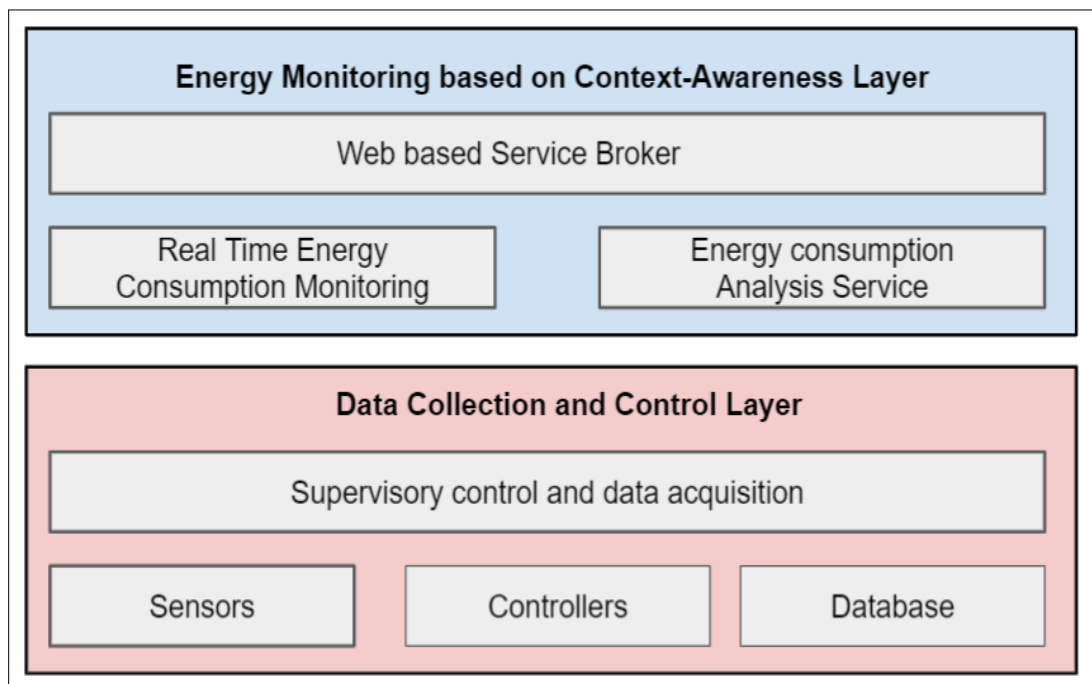 Energy Monitoring based on Context-Awareness Layer
Web based Service Broker
Real Time Energy
Consumption Monitoring
Energy consumption
Analysis Service
Data Collection and Control Layer
Supervisory control and data acquisition
Sensors
Controllers
Database